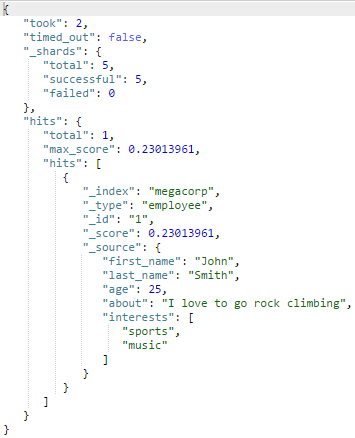 {
"took": 2,
"timed_out": false,
"_shards": {
"total": 5,
"successful": 5,
"failed": 0
},
"hits": {
"total": 1,
"max_score": 0.23013961,
"hits": [
{
"_index": "megacorp",
"_type": "employee",
"_id": "1",
"_score": 0.23013961,
"_source": {
"first_name": "John",
"last_name": "Smith",
"age": 25,
"about": "I love to go rock climbing",
"interests": [
"sports",
"music"
]
}
}
]
}
}